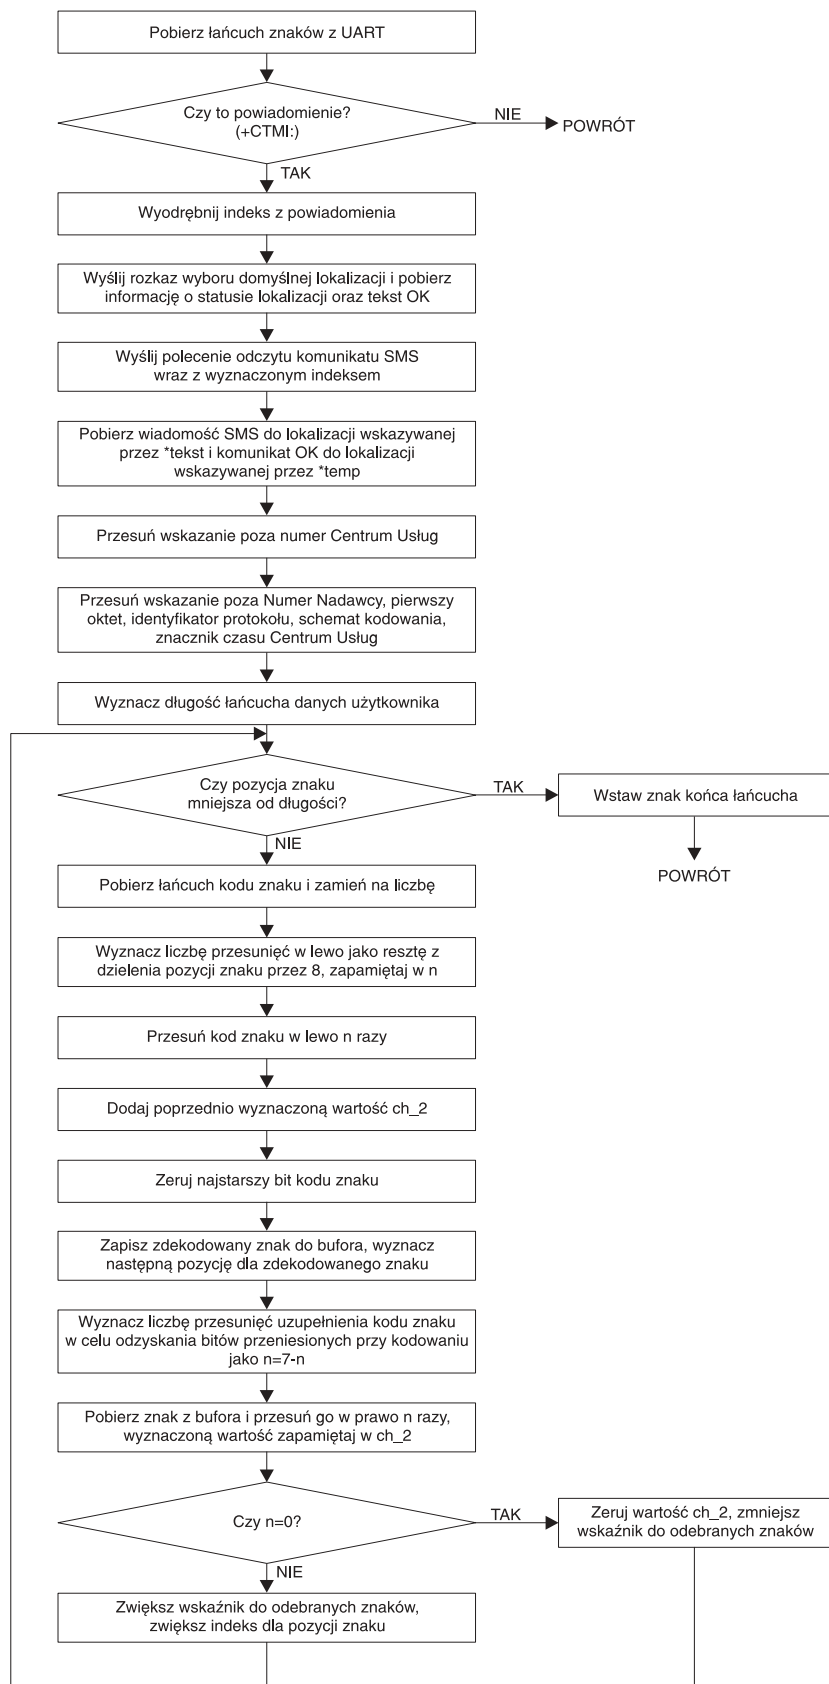 Pobierz łańcuch znaków z UART
Czy to powiadomienie?
(+CTMI:)
NIE
POWRÓT
TAK
Wyodrębnij indeks z powiadomienia
Wyślij rozkaz wyboru domyślnej lokalizacji i pobierz
informację o statusie lokalizacji oraz tekst OK
Wyślij polecenie odczytu komunikatu SMS
wraz z wyznaczonym indeksem
Pobierz wiadomość SMS do lokalizacji wskazywanej
przez *tekst i komunikat OK do lokalizacji
wskazywanej przez *temp
Przesuń wskazanie poza numer Centrum Usług
Przesuń wskazanie poza Numer Nadawcy, pierwszy
oktet, identyfikator protokołu, schemat kodowania,
znacznik czasu Centrum Usług
Wyznacz długość łańcucha danych użytkownika
Czy pozycja znaku
mniejsza od długości?
TAK
Wstaw znak końca łańcucha
POWRÓT
NIE
Pobierz łańcuch kodu znaku i zamień na liczbę
Wyznacz liczbę przesunięć w lewo jako resztę z
dzielenia pozycji znaku przez 8, zapamiętaj w n
Przesuń kod znaku w lewo n razy
Dodaj poprzednio wyznaczoną wartość ch_2
Zeruj najstarszy bit kodu znaku
Zapisz zdekodowany znak do bufora, wyznacz
następną pozycję dla zdekodowanego znaku
Wyznacz liczbę przesunięć uzupełnienia kodu znaku
w celu odzyskania bitów przeniesionych przy kodowaniu
jako n=7-n
Pobierz znak z bufora i przesuń go w prawo n razy,
wyznaczoną wartość zapamiętaj w ch_2
Czy n=0?
TAK
Zeruj wartość ch_2, zmniejsz
wskaźnik do odebranych znaków
NIE
Zwiększ wskaźnik do odebranych znaków,
zwiększ indeks dla pozycji znaku